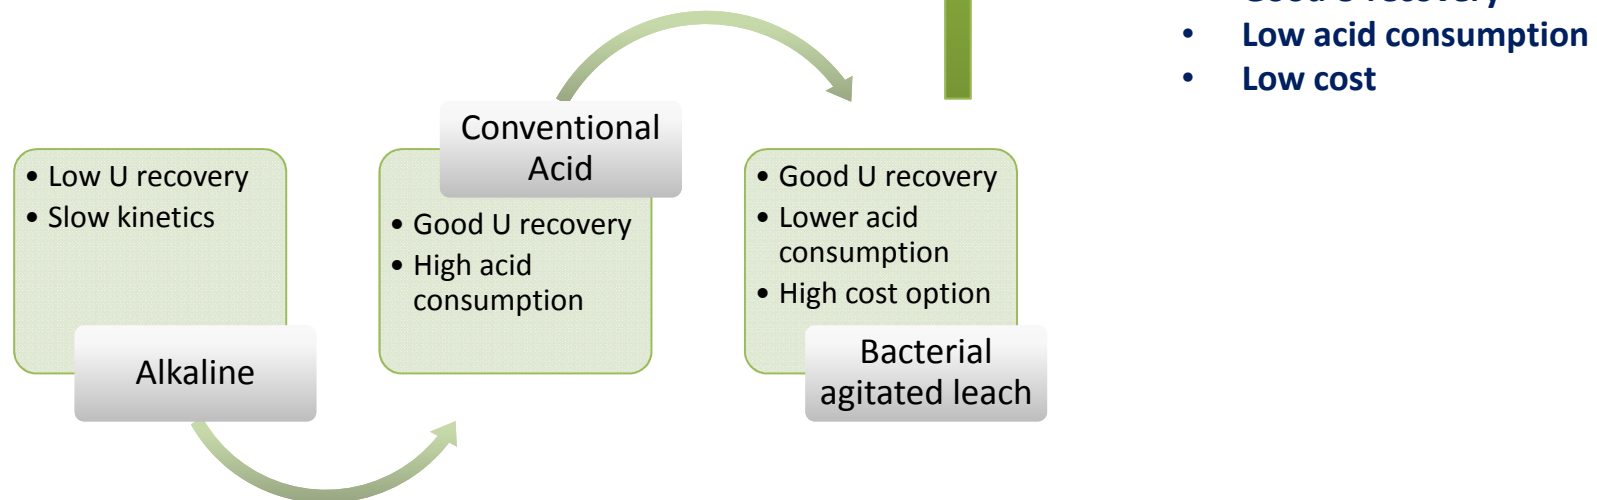 • Low acid consumption
• Low cost
Conventional
Acid
• Low U recovery
• Slow kinetics
• Good U recovery
• High acid
consumption
• Good U recovery
• Lower acid
consumption
• High cost option
Alkaline
Bacterial
agitated leach